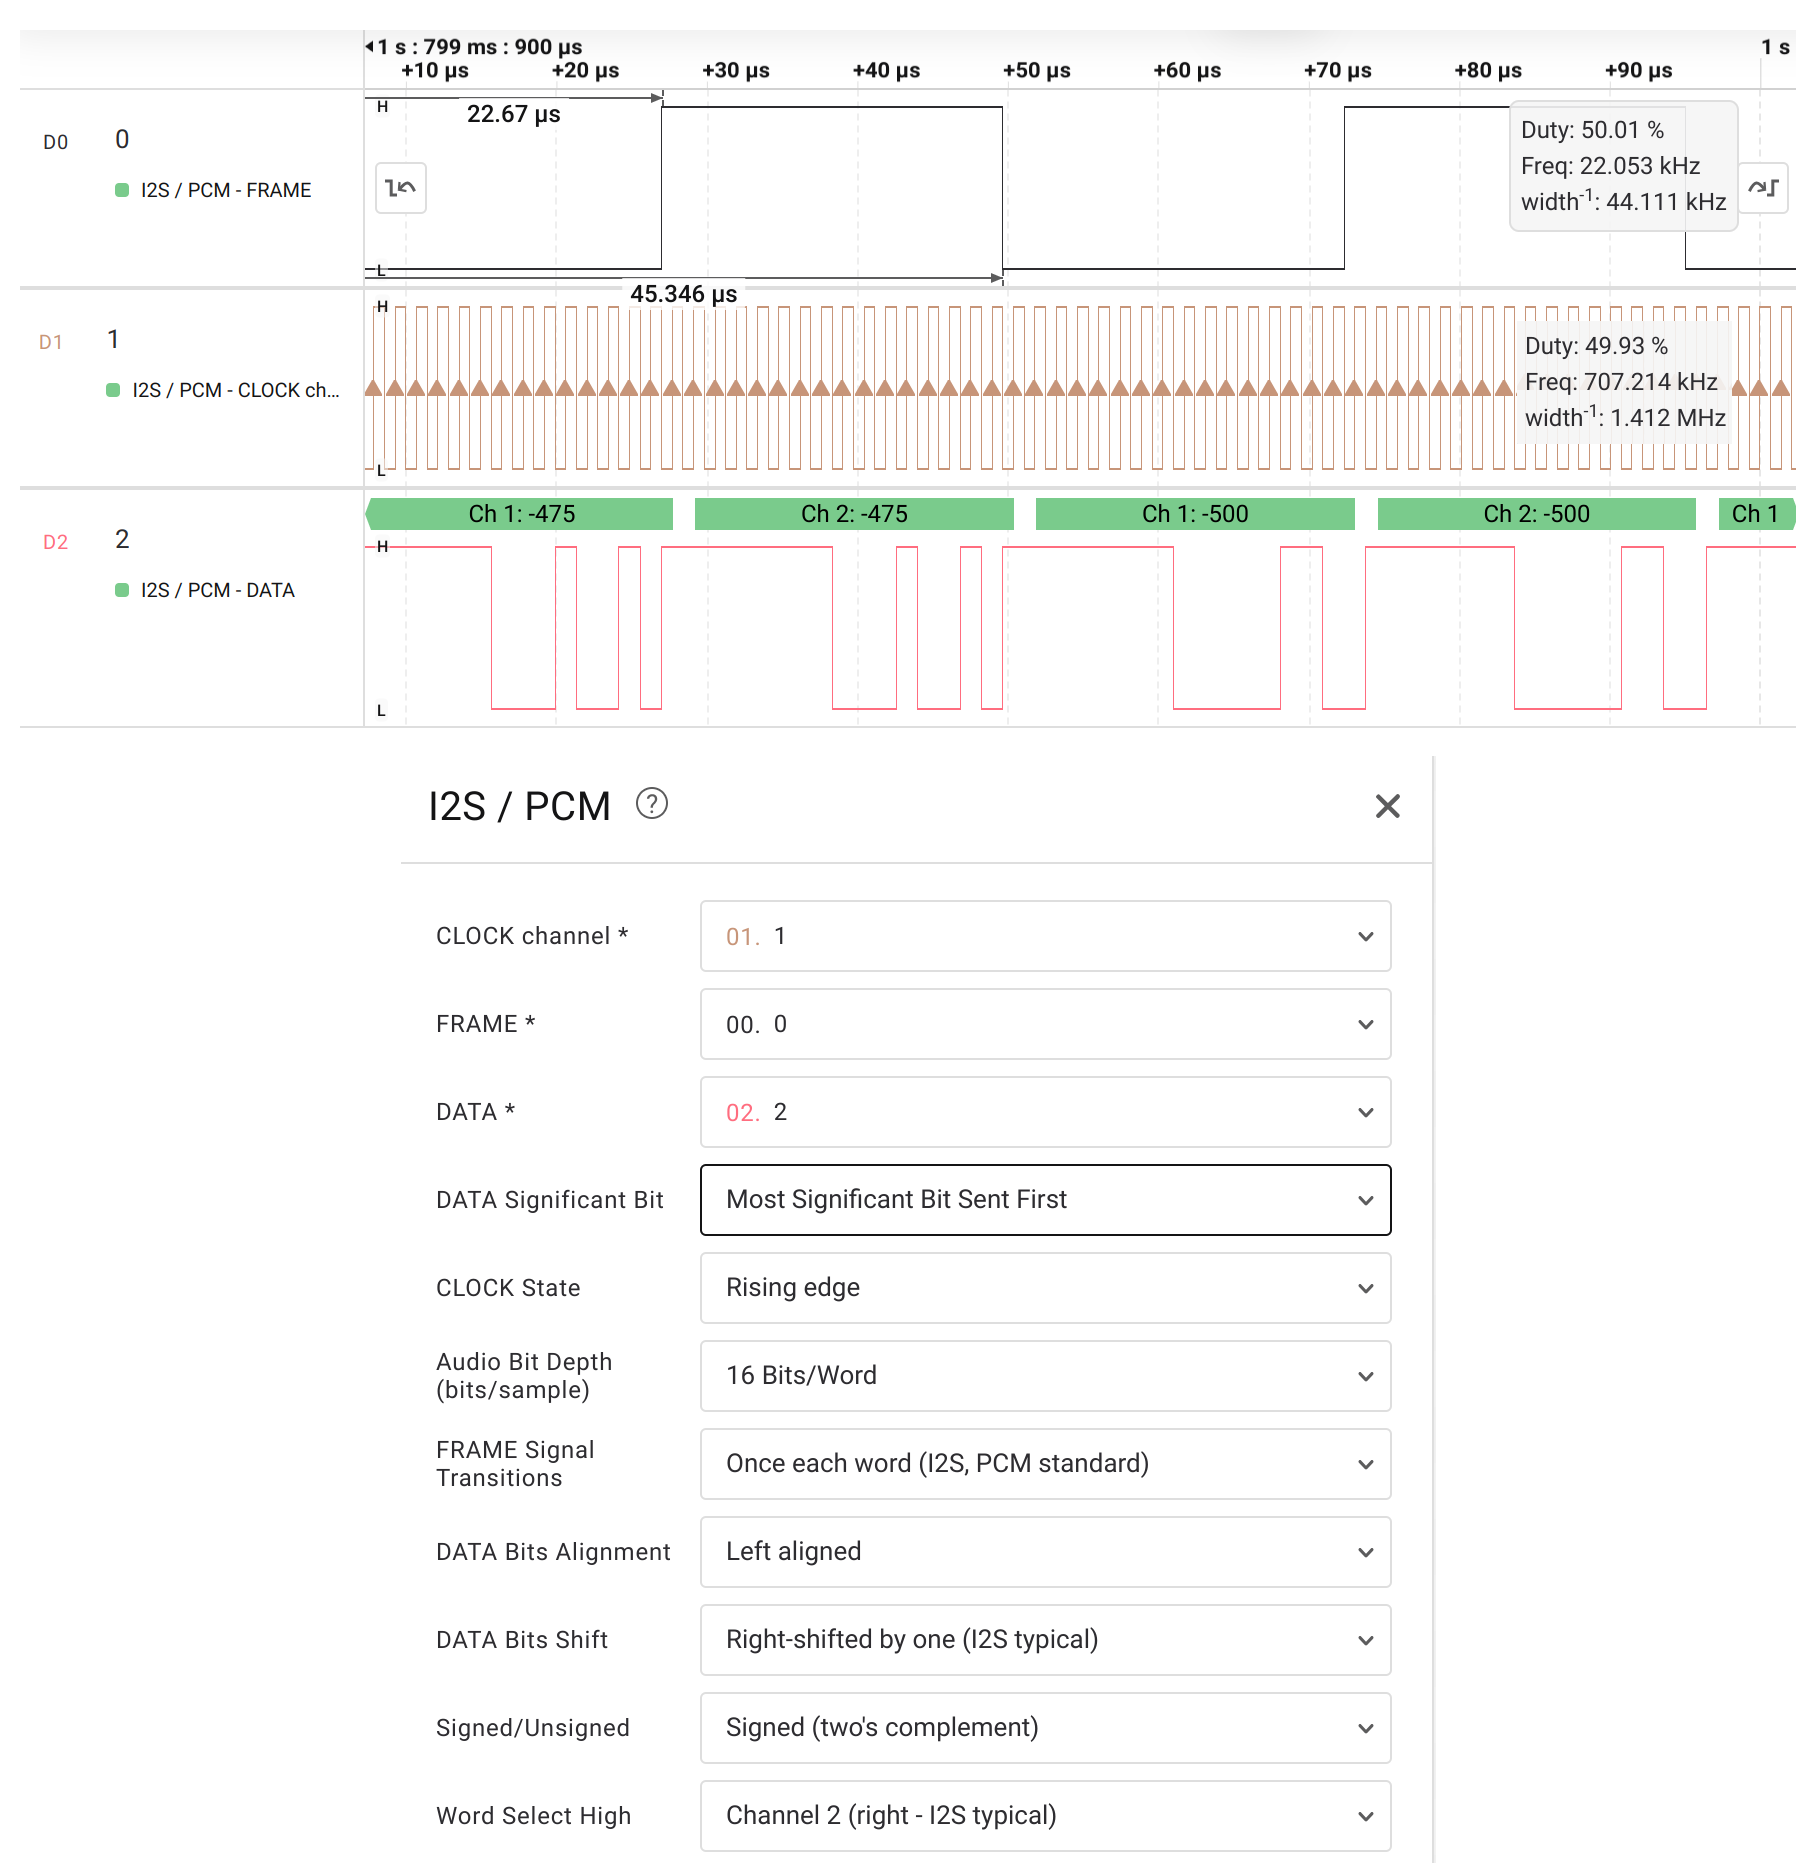 1 s : 799 ms : 900 µs
1 s
+10 µs +20 µs +30 µs +40 µs +50 µs +60 µs +70 µs +80 µs +90 µs
H
22.67 µs
D0 0
I2S / PCM - FRAME
Duty: 50.01 %
Freq: 22.053 kHz
width-1: 44.111 kHz
L
45.346 µs
H
D1 1
I2S / PCM - CLOCK ch...
Duty: 49.93 %
Freq: 707.214 kHz
width-1: 1.412 MHz
L
Ch 1: -475 Ch 2: -475 Ch 1: -500 Ch 2: -500 Ch 1
H
D2 2
I2S / PCM - DATA
L
I2S / PCM ?
CLOCK channel * 01. 1
FRAME * 00. 0
DATA * 02. 2
DATA Significant Bit Most Significant Bit Sent First
CLOCK State Rising edge
Audio Bit Depth
(bits/sample) 16 Bits/Word
FRAME Signal
Transitions Once each word (I2S, PCM standard)
DATA Bits Alignment Left aligned
DATA Bits Shift Right-shifted by one (I2S typical)
Signed/Unsigned Signed (two's complement)
Word Select High Channel 2 (right - I2S typical)